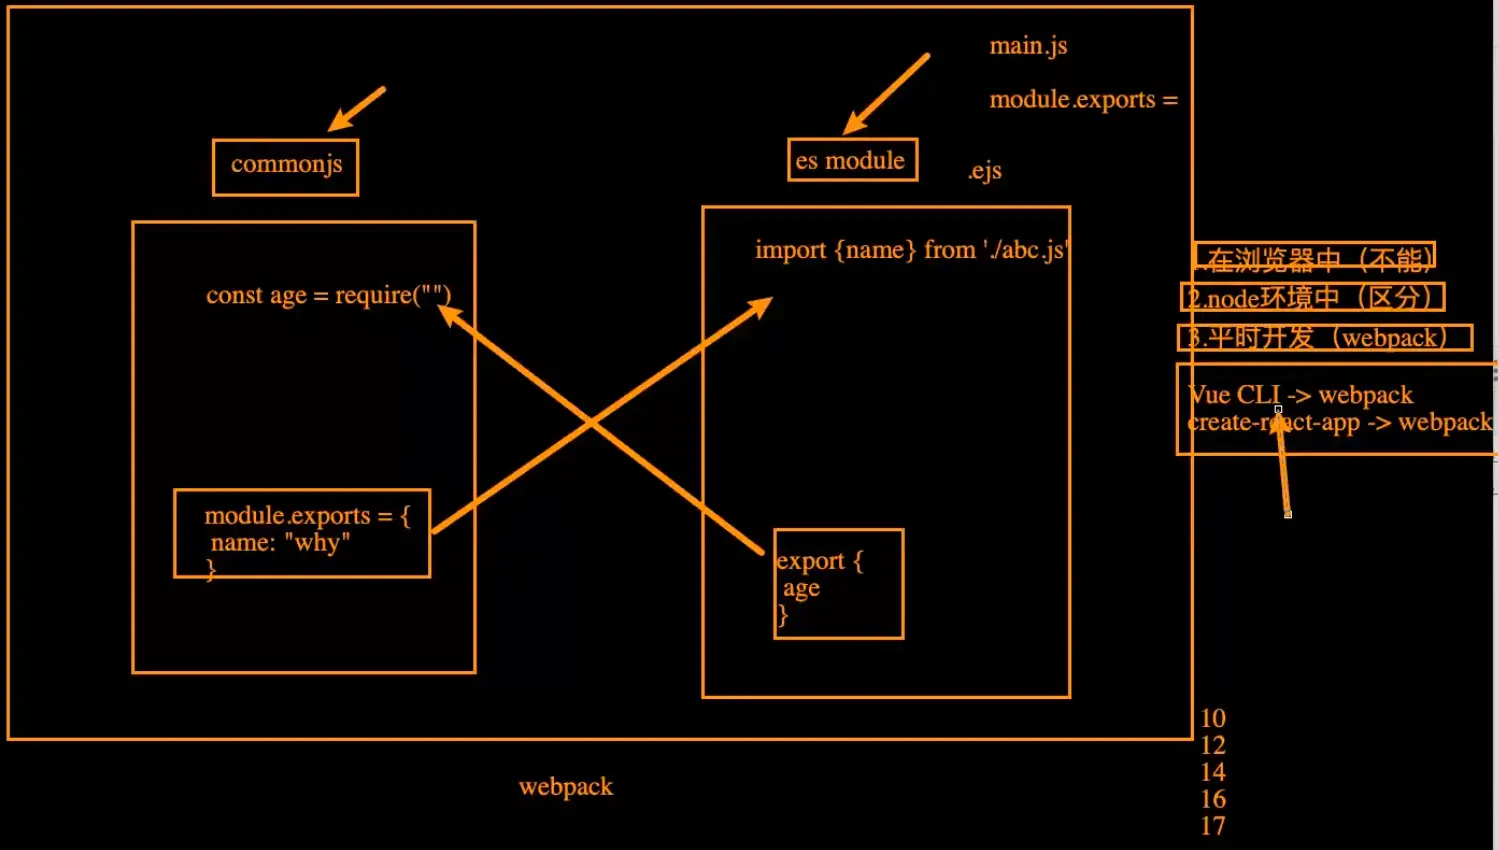 main.js
module.exports =
commonjs
es module
.ejs
import {name} from './abc.js'
const age = require("")
module.exports = {
name: "why"
}
export {
age
}
1.在浏览器中（不能）
2.node环境中（区分）
3.平时开发（webpack）
Vue CLI -> webpack
create-react-app -> webpack
10
12
14
16
17
webpack